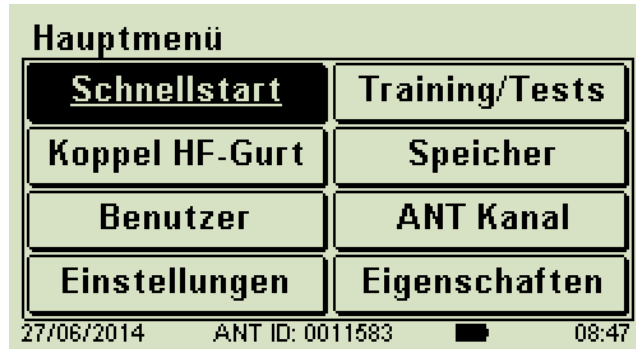 Hauptmenü
Schnellstart Training/Tests
Koppel HF-Gurt Speicher
Benutzer ANT Kanal
Einstellungen Eigenschaften
27/06/2014 ANT ID: 0011583 08:47